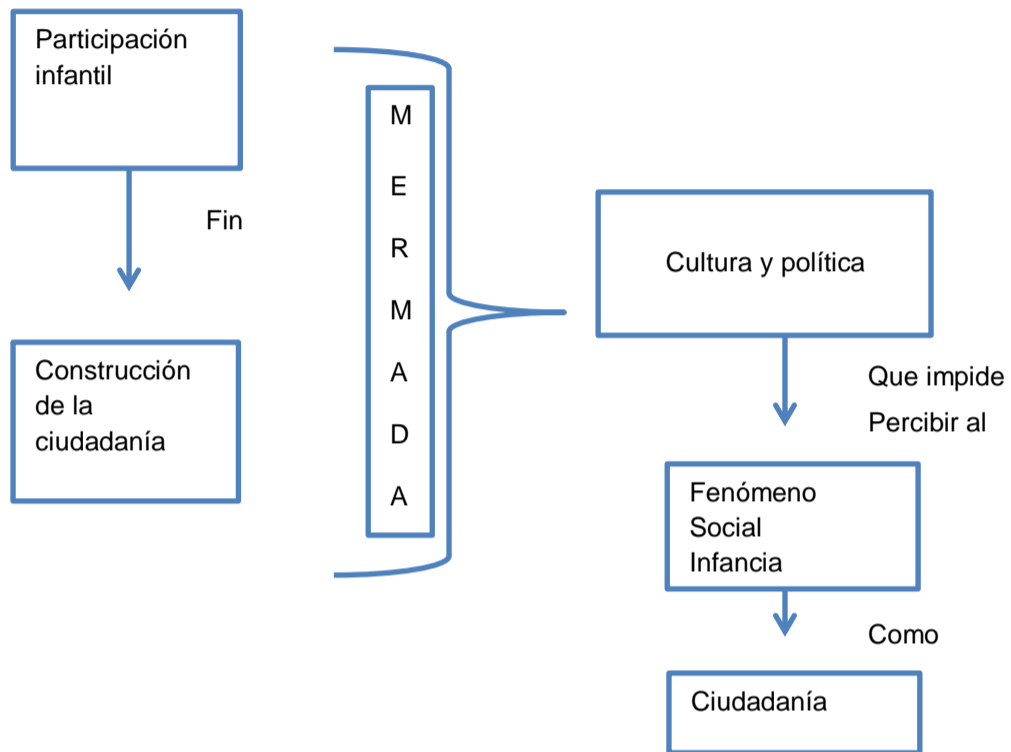 Participación
infantil
Fin
Construcción
de la
ciudadanía
M
E
R
M
A
D
A
Cultura y política
Que impide
Percibir al
Fenómeno
Social
Infancia
Como
Ciudadanía